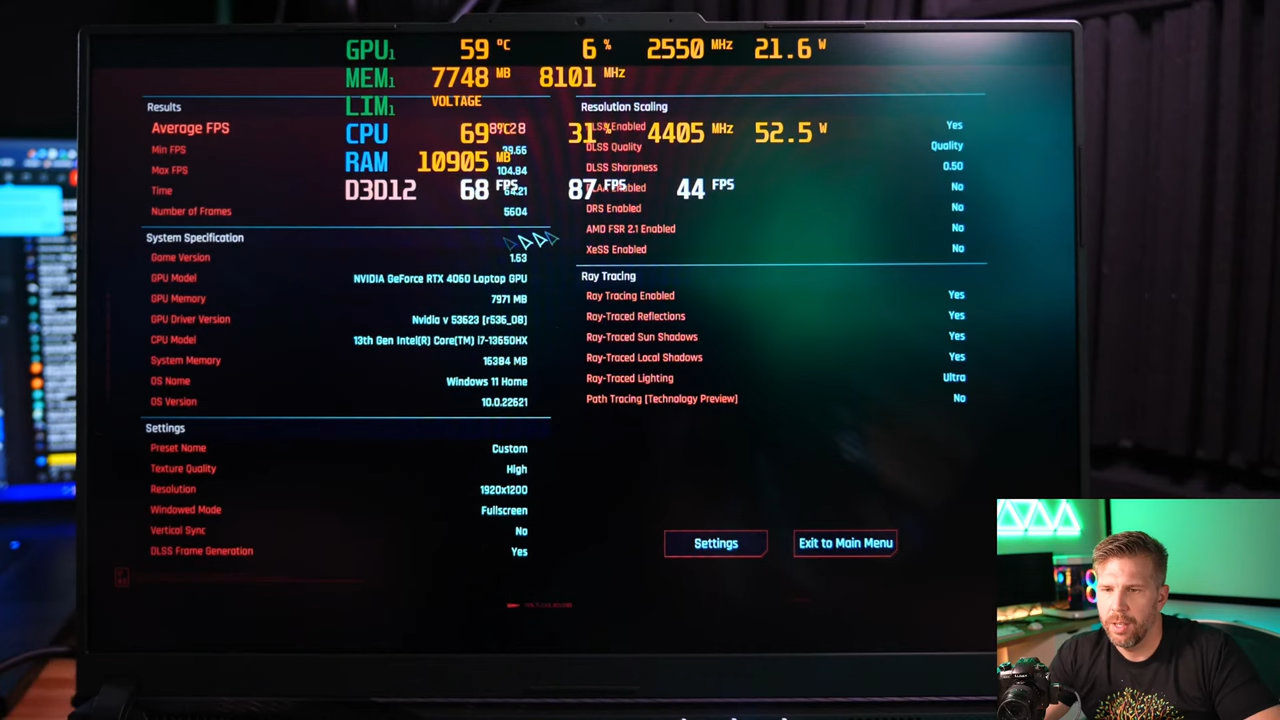 GPU1 59 °C 6 % 2550 MHz 21.6 W
MEM1 7748 MB 8101 MHz
LIM1 VOLTAGE
CPU 69 °C 31 % 4405 MHz 52.5 W
RAM 10905 MB
D3D12 68 FPS 87 FPS 44 FPS
Results
Average FPS
Min FPS 39.66
Max FPS 104.84
Time
Number of Frames 5604
System Specification
Game Version 1.63
GPU Model NVIDIA GeForce RTX 4060 Laptop GPU
GPU Memory 7971 MB
GPU Driver Version Nvidia v 53623 [r536_08]
CPU Model 13th Gen Intel(R) Core(TM) i7-13650HX
System Memory 16384 MB
OS Name Windows 11 Home
OS Version 10.0.22621
Settings
Preset Name Custom
Texture Quality High
Resolution 1920x1200
Windowed Mode Fullscreen
Vertical Sync No
DLSS Frame Generation Yes
Resolution Scaling
Enabled Yes
DLSS Quality Quality
DLSS Sharpness 0.50
Enabled No
DRS Enabled No
AMD FSR 2.1 Enabled No
XeSS Enabled No
Ray Tracing
Ray Tracing Enabled Yes
Ray-Traced Reflections Yes
Ray-Traced Sun Shadows Yes
Ray-Traced Local Shadows Yes
Ray-Traced Lighting Ultra
Path Tracing [Technology Preview] No
Settings
Exit to Main Menu